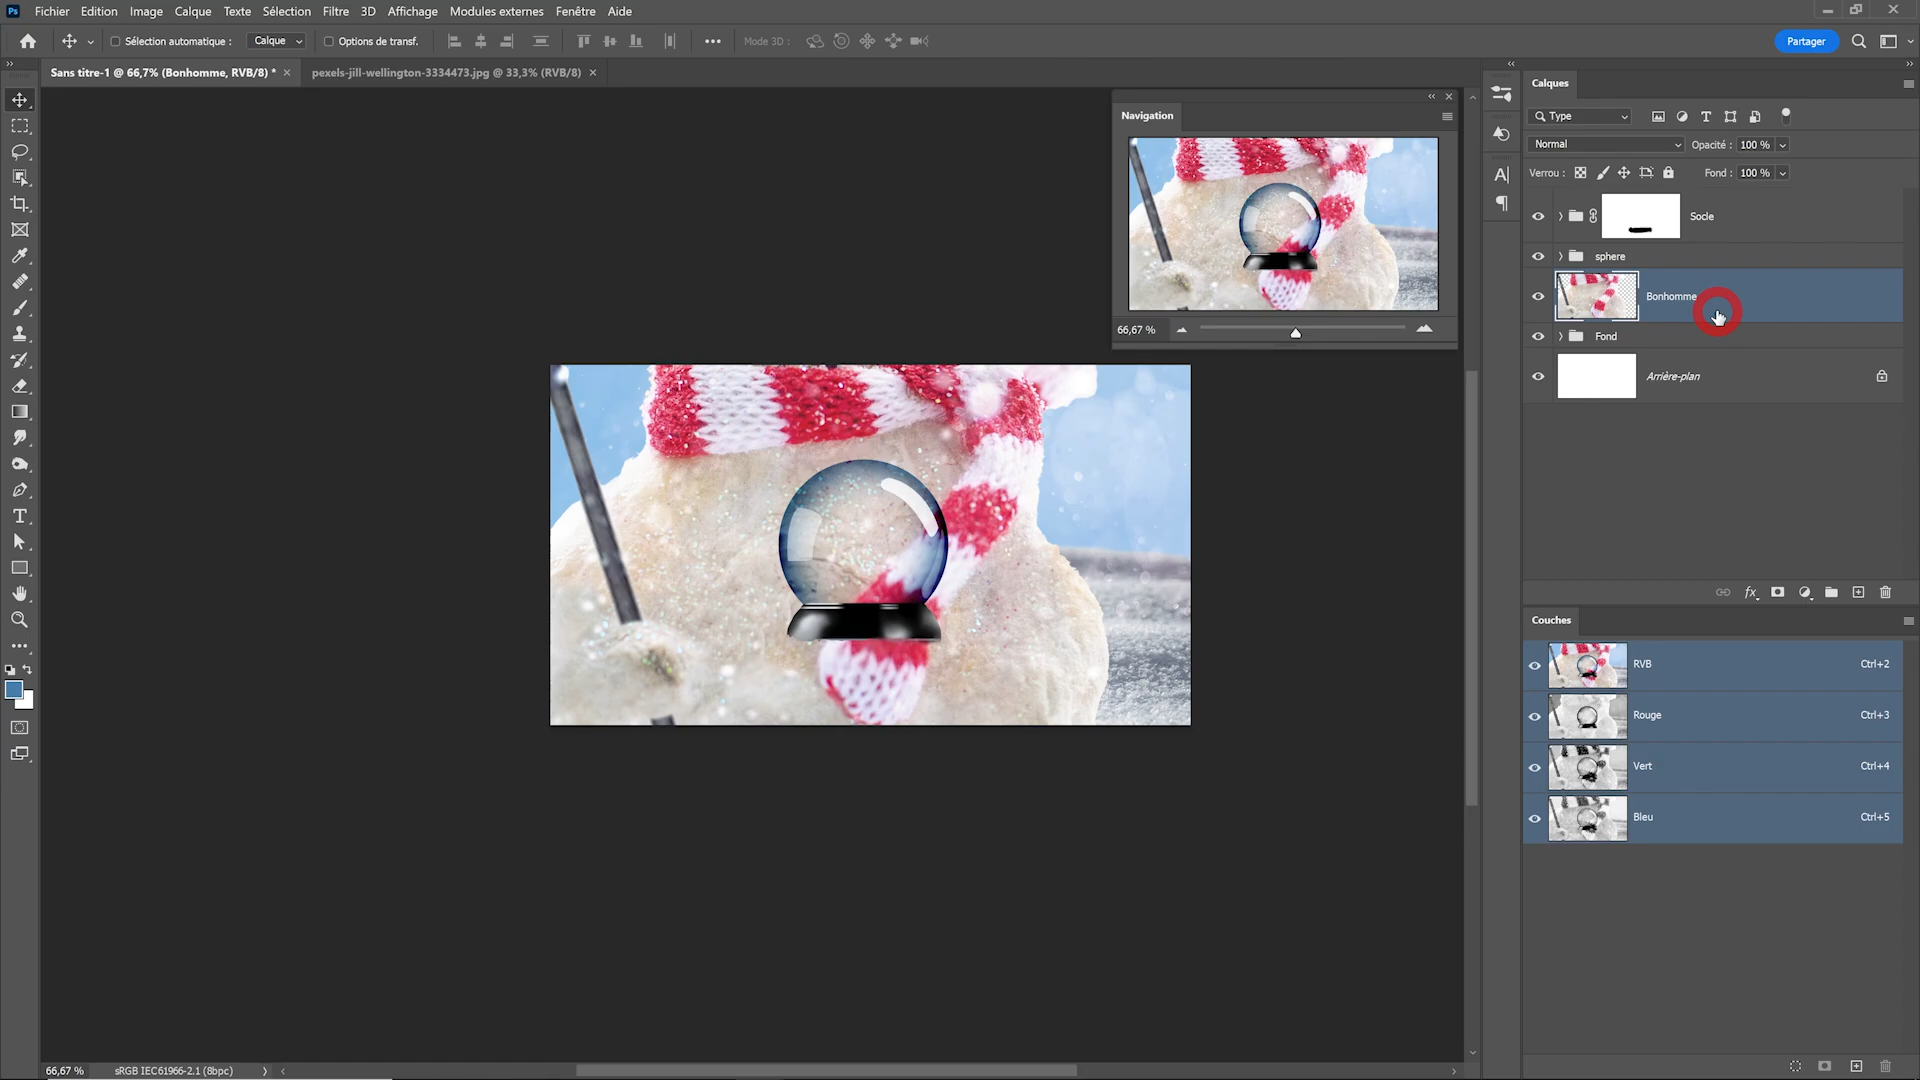 Ps Fichier Edition Image Calque Texte Sélection Filtre 3D Affichage Modules externes Fenêtre Aide
Sélection automatique : Calque Options de transf. Mode 3D : Partager
Sans titre-1 @ 66,7% (Bonhomme, RVB/8) * pexels-jill-wellington-3334473.jpg @ 33,3% (RVB/8)
Navigation
66,67 %
Calques
Type
Normal Opacité : 100 %
Verrou : Fond : 100 %
Socle
sphere
Bonhomme
Fond
Arrière-plan
fx
Couches
RVB Ctrl+2
Rouge Ctrl+3
Vert Ctrl+4
Bleu Ctrl+5
66,67 % sRGB IEC61966-2.1 (8bpc)